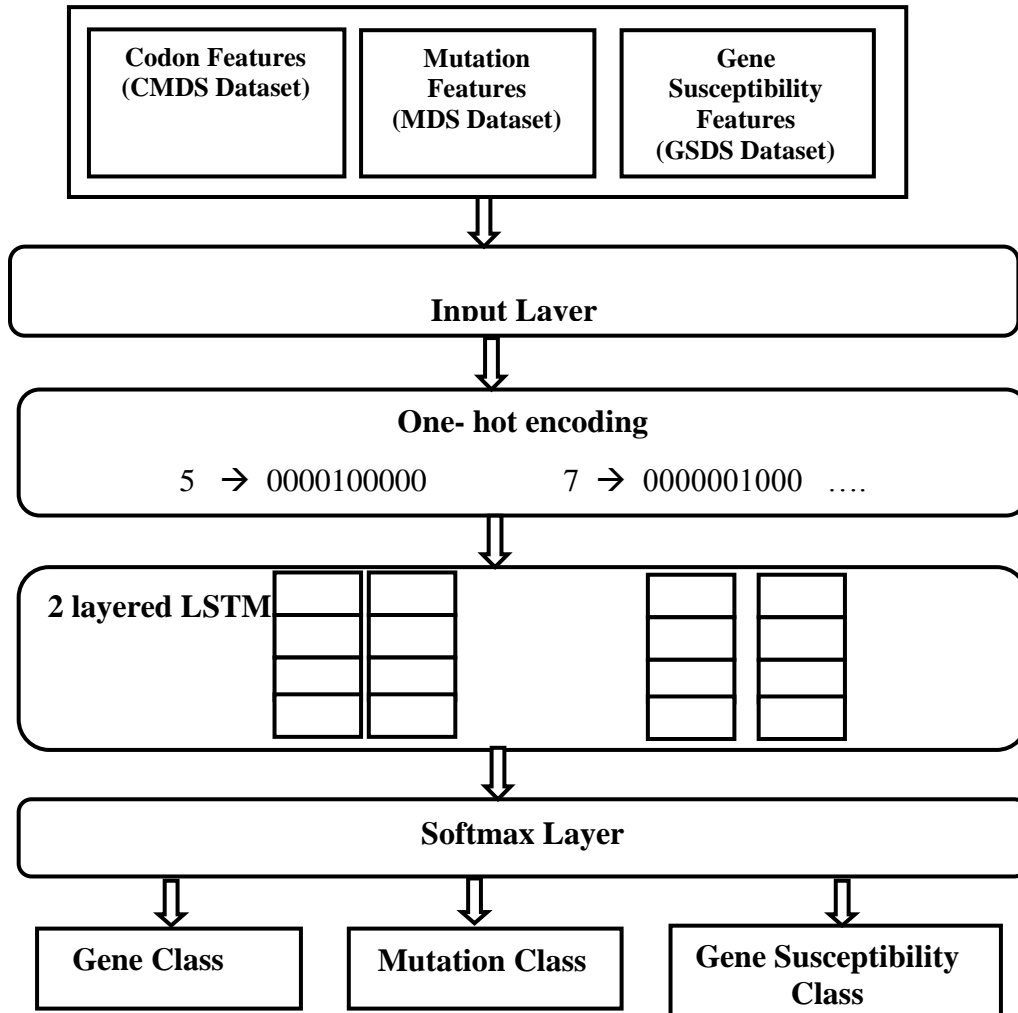 Codon Features
(CMDS Dataset)
Mutation
Features
(MDS Dataset)
Gene
Susceptibility
Features
(GSDS Dataset)
Input Layer
One- hot encoding
5 → 0000100000 7 → 0000001000 ….
2 layered LSTM
Softmax Layer
Gene Class
Mutation Class
Gene Susceptibility
Class